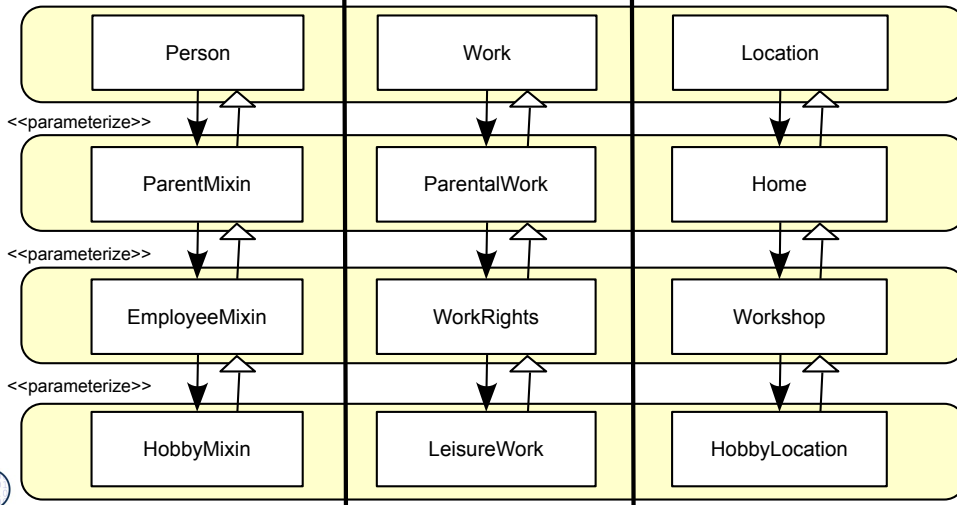 Person
Work
Location
<<parameterize>>
ParentMixin
ParentalWork
Home
<<parameterize>>
EmployeeMixin
WorkRights
Workshop
<<parameterize>>
HobbyMixin
LeisureWork
HobbyLocation